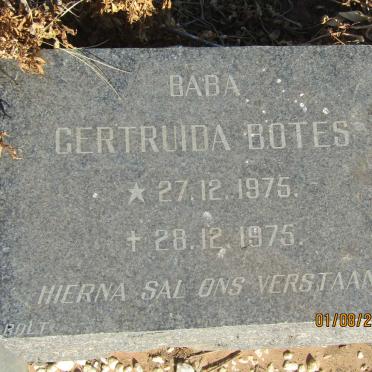 BABA
GERTRUIDA BOTES
★ 27.12.1975.
✝ 28.12.1975.
HIERNA SAL ONS VERSTAAN
BOLT
01/08/2